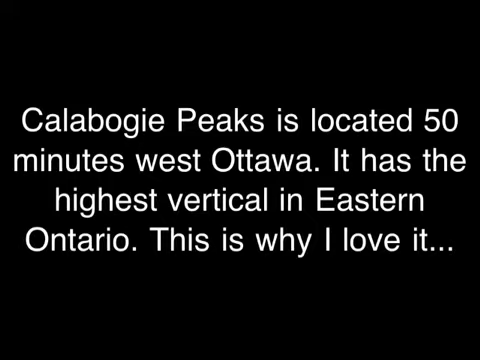 Calabogie Peaks is located 50
minutes west Ottawa. It has the
highest vertical in Eastern
Ontario. This is why I love it...